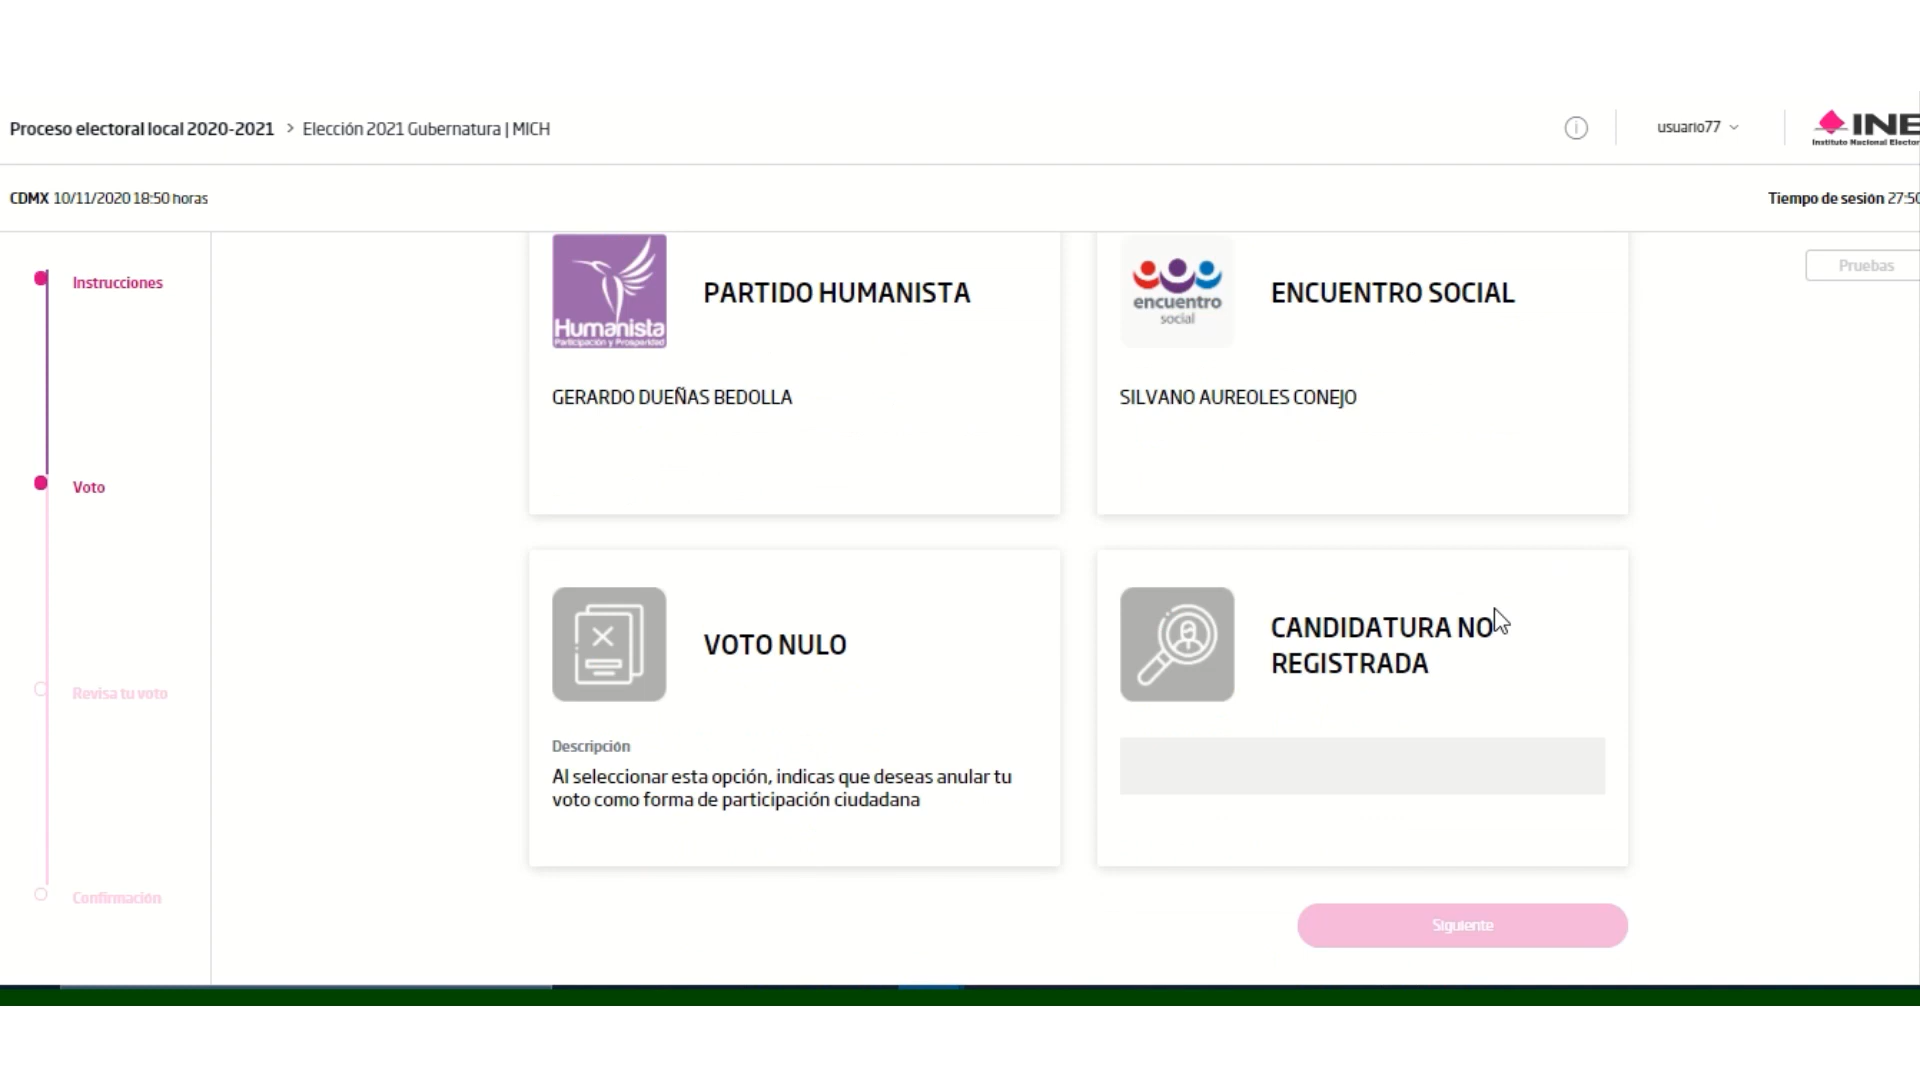 Proceso electoral local 2020-2021 > Elección 2021 Gubernatura | MICH
usuario77
INE
Instituto Nacional Elector
CDMX 10/11/2020 18:50 horas
Tiempo de sesión 27:50
Pruebas
Instrucciones
Voto
Revisa tu voto
Confirmación
Humanista
Participación y Prosperidad
PARTIDO HUMANISTA
GERARDO DUEÑAS BEDOLLA
encuentro
social
ENCUENTRO SOCIAL
SILVANO AUREOLES CONEJO
VOTO NULO
Descripción
Al seleccionar esta opción, indicas que deseas anular tu
voto como forma de participación ciudadana
CANDIDATURA NO
REGISTRADA
Siguiente